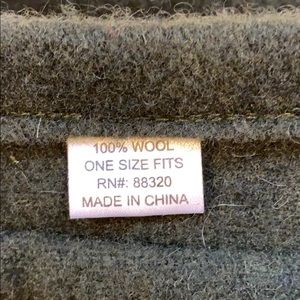 100% WOOL
ONE SIZE FITS
RN#: 88320
MADE IN CHINA